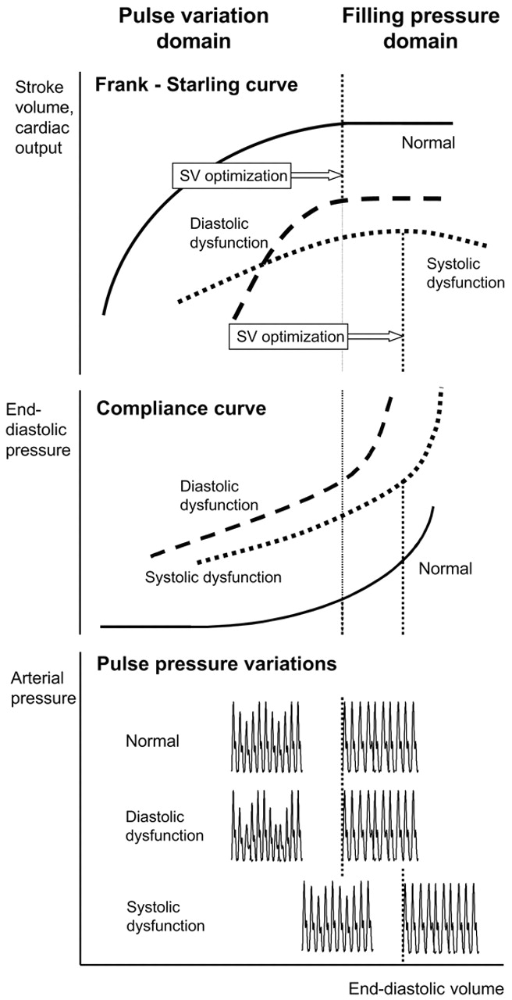 Pulse variation
domain
Filling pressure
domain
Stroke
volume,
cardiac
output
Frank - Starling curve
Normal
SV optimization
Diastolic
dysfunction
Systolic
dysfunction
SV optimization
End-
diastolic
pressure
Compliance curve
Diastolic
dysfunction
Systolic dysfunction
Normal
Arterial
pressure
Pulse pressure variations
Normal
Diastolic
dysfunction
Systolic
dysfunction
End-diastolic volume